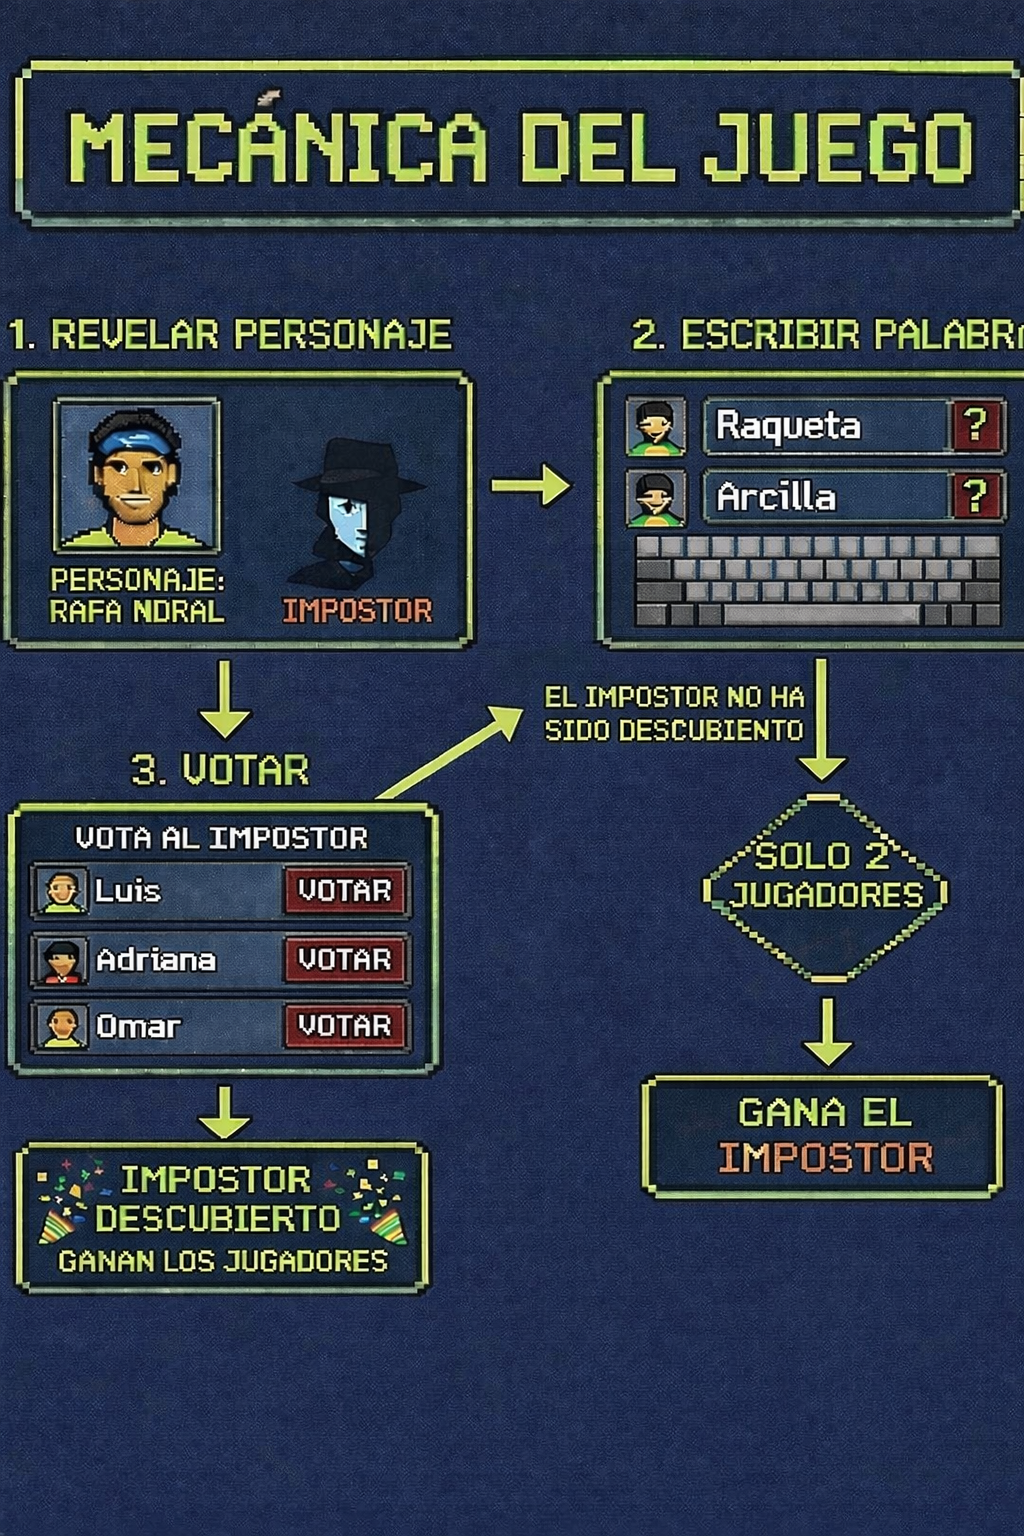 MECÁNICA DEL JUEGO
1. REVELAR PERSONAJE
PERSONAJE:
RAFA NDRAL
IMPOSTOR
2. ESCRIBIR PALABRA
Raqueta ?
Arcilla ?
EL IMPOSTOR NO HA
SIDO DESCUBIENTO
3. VOTAR
VOTA AL IMPOSTOR
Luis VOTAR
Adriana VOTAR
Omar VOTAR
IMPOSTOR
DESCUBIERTO
GANAN LOS JUGADORES
SOLO 2
JUGADORES
GANA EL
IMPOSTOR